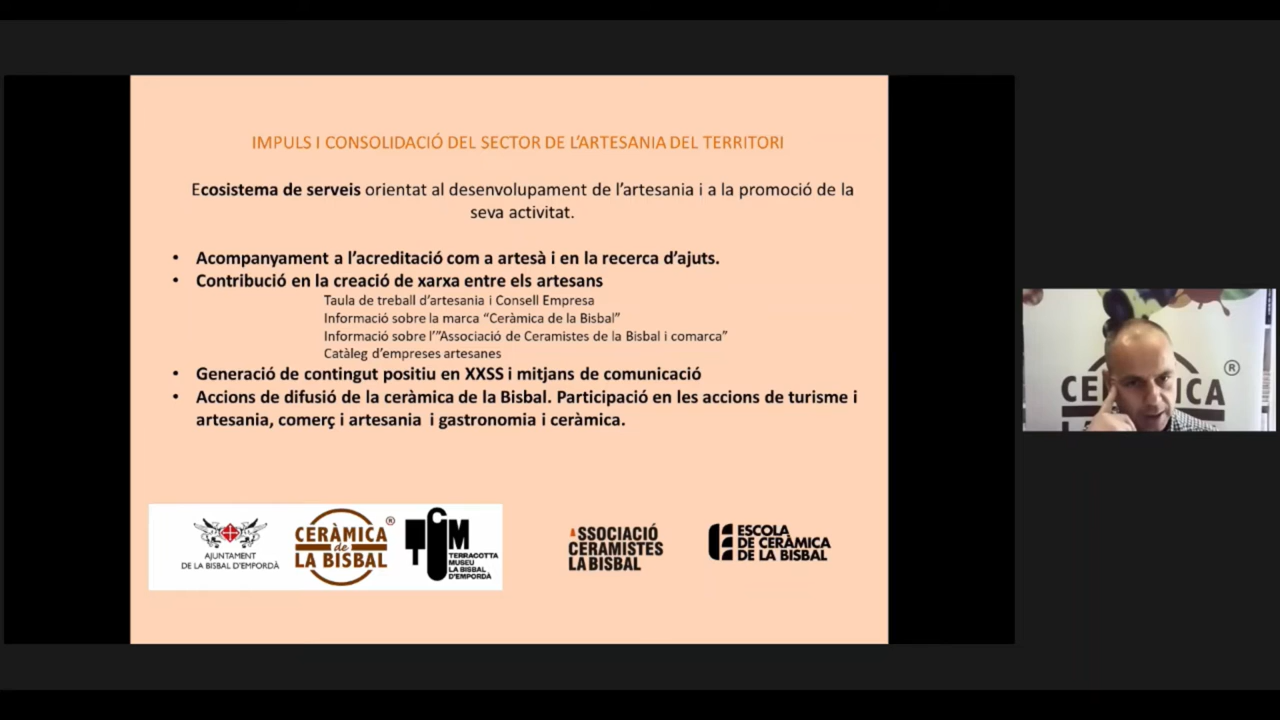 IMPULS I CONSOLIDACIÓ DEL SECTOR DE L'ARTESANIA DEL TERRITORI
Ecosistema de serveis orientat al desenvolupament de l'artesania i a la promoció de la
seva activitat.
• Acompanyament a l'acreditació com a artesà i en la recerca d'ajuts.
• Contribució en la creació de xarxa entre els artesans
Taula de treball d'artesania i Consell Empresa
Informació sobre la marca "Ceràmica de la Bisbal"
Informació sobre l'"Associació de Ceramistes de la Bisbal i comarca"
Catàleg d'empreses artesanes
• Generació de contingut positiu en XXSS i mitjans de comunicació
• Accions de difusió de la ceràmica de la Bisbal. Participació en les accions de turisme i
artesania, comerç i artesania i gastronomia i ceràmica.
AJUNTAMENT
DE LA BISBAL D'EMPORDÀ
CERÀMICA ®
de
LA BISBAL
TERRACOTTA
MUSEU
LA BISBAL
D'EMPORDÀ
ASSOCIACIÓ
CERAMISTES
LA BISBAL
ESCOLA
DE CERÀMICA
DE LA BISBAL
®